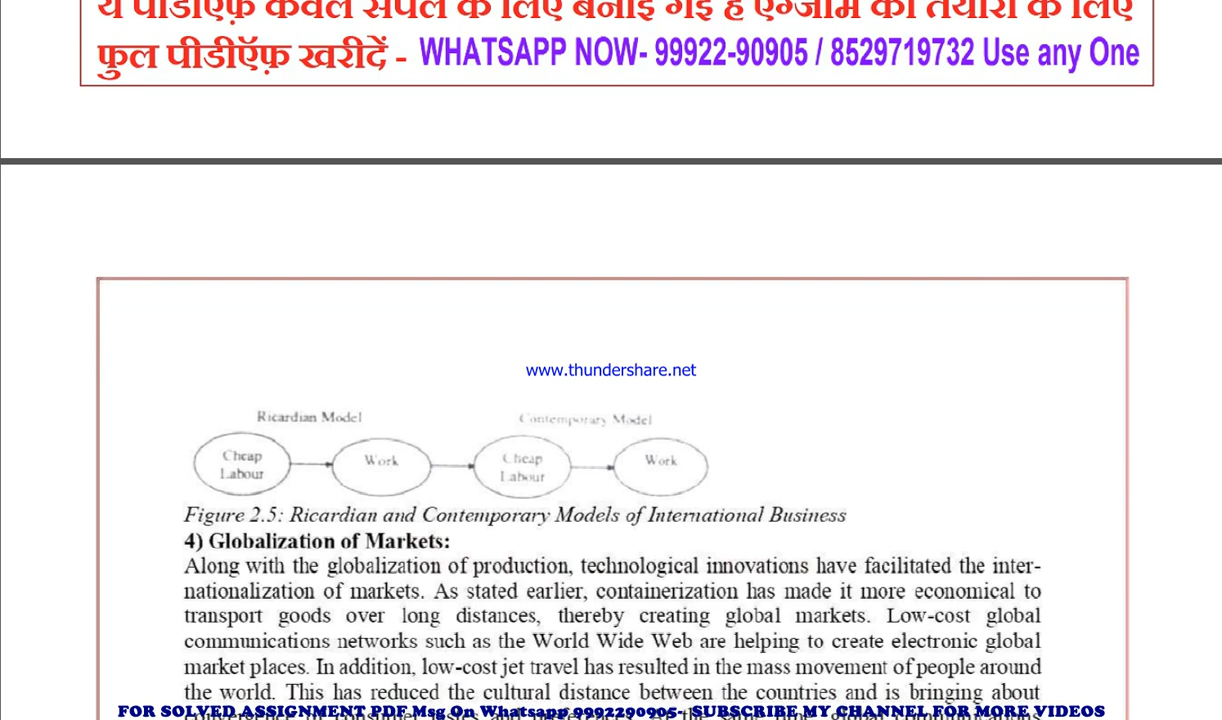 ये पीडीएफ़ केवल सैंपल के लिए बनाई गई है एग्जाम की तैयारी के लिए
फुल पीडीऍफ़ खरीदें - WHATSAPP NOW- 99922-90905 / 8529719732 Use any One
www.thundershare.net
Ricardian Model Contemporary Model
Cheap Labour Work Cheap Labour Work
Figure 2.5: Ricardian and Contemporary Models of International Business
4) Globalization of Markets:
Along with the globalization of production, technological innovations have facilitated the inter-
nationalization of markets. As stated earlier, containerization has made it more economical to
transport goods over long distances, thereby creating global markets. Low-cost global
communications networks such as the World Wide Web are helping to create electronic global
market places. In addition, low-cost jet travel has resulted in the mass movement of people around
the world. This has reduced the cultural distance between the countries and is bringing about
FOR SOLVED ASSIGNMENT PDF Msg On Whatsapp 9992290905- SUBSCRIBE MY CHANNEL FOR MORE VIDEOS